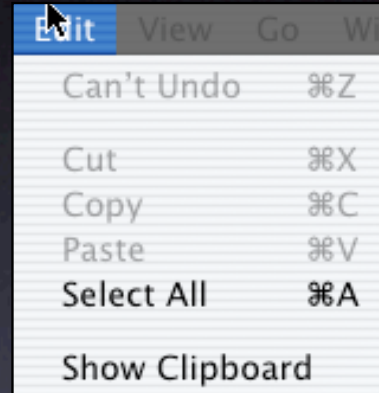 Edit View Go
Can't Undo ⌘Z
Cut ⌘X
Copy ⌘C
Paste ⌘V
Select All ⌘A
Show Clipboard